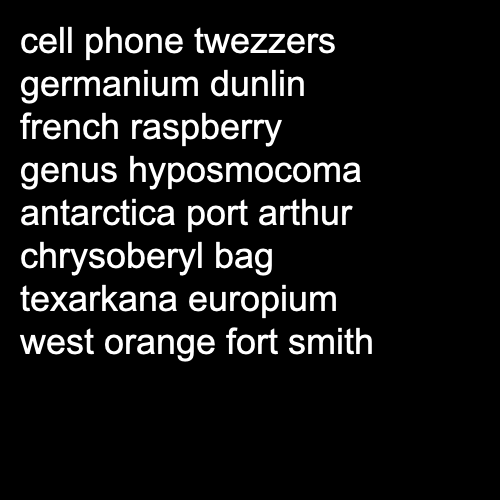 cell phone twezzers
germanium dunlin
french raspberry
genus hyposmocoma
antarctica port arthur
chrysoberyl bag
texarkana europium
west orange fort smith